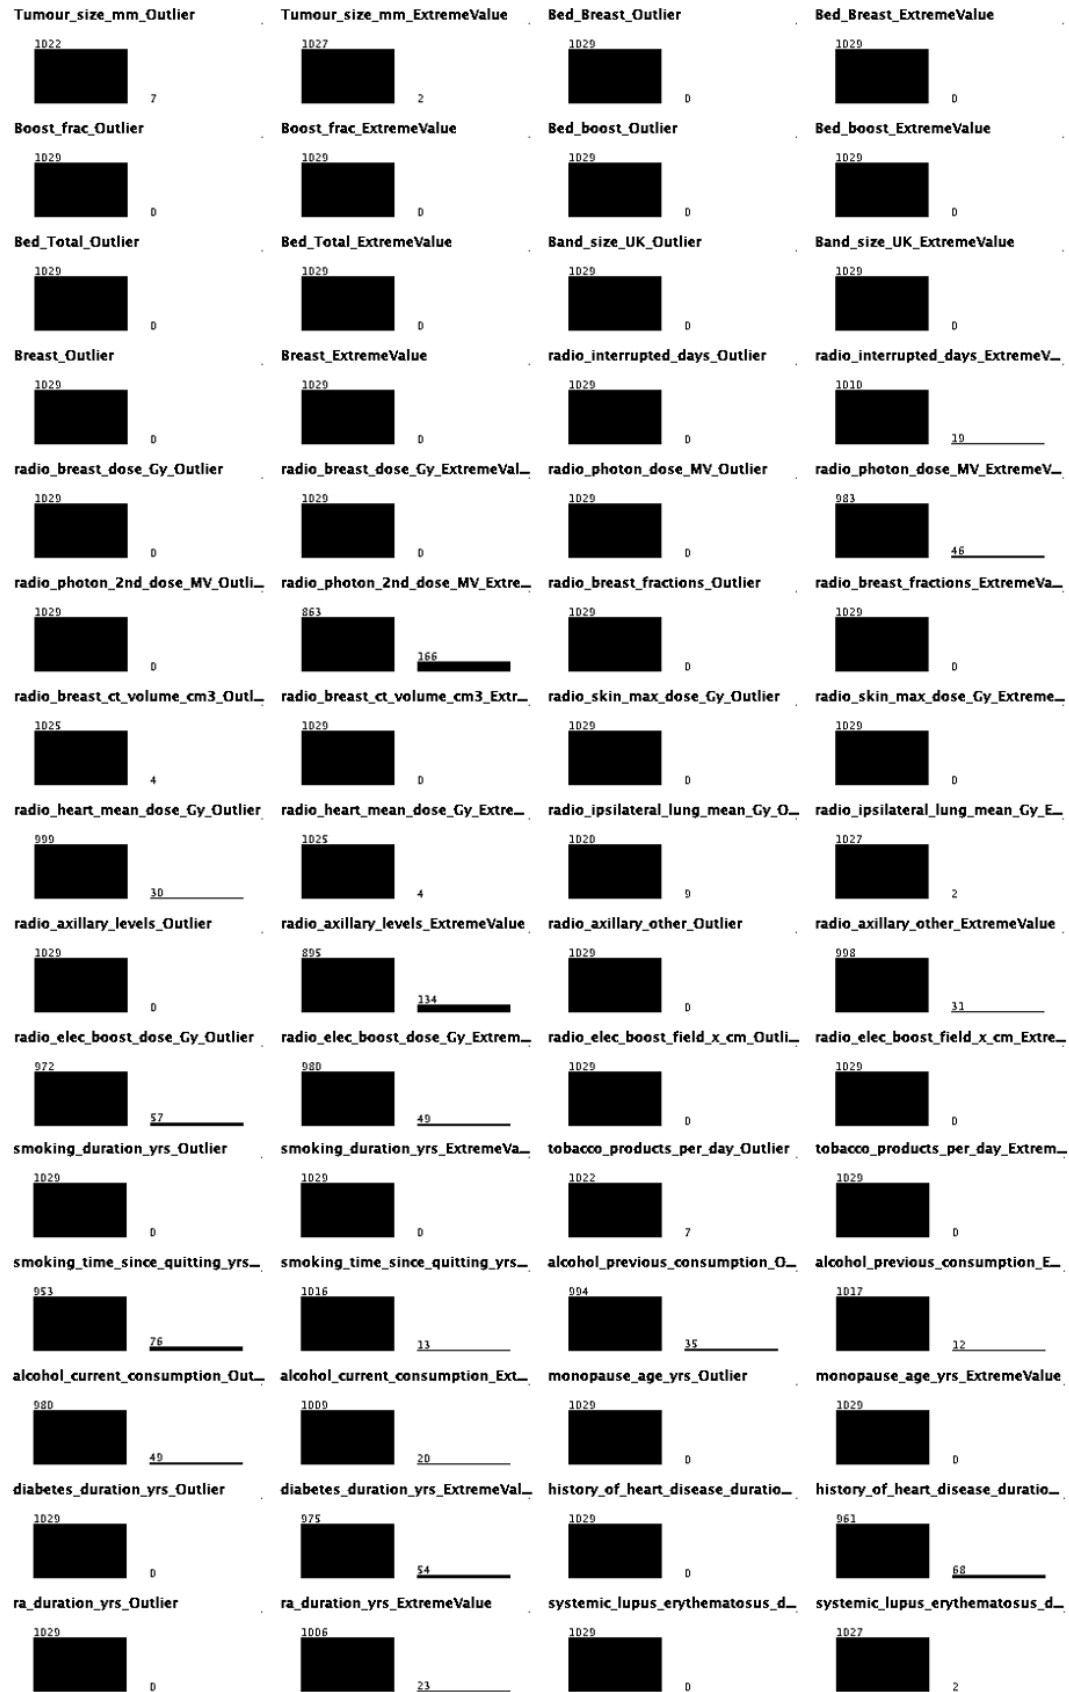 Tumour_size_mm_Outlier Tumour_size_mm_ExtremeValue Bed_Breast_Outlier Bed_Breast_ExtremeValue
1022 1027 1029 1029
7 2 0 0
Boost_frac_Outlier Boost_frac_ExtremeValue Bed_boost_Outlier Bed_boost_ExtremeValue
1029 1029 1029 1029
0 0 0 0
Bed_Total_Outlier Bed_Total_ExtremeValue Band_size_UK_Outlier Band_size_UK_ExtremeValue
1029 1029 1029 1029
0 0 0 0
Breast_Outlier Breast_ExtremeValue radio_interrupted_days_Outlier radio_interrupted_days_ExtremeV...
1029 1029 1029 1010
0 0 0 19
radio_breast_dose_Gy_Outlier radio_breast_dose_Gy_ExtremeVal... radio_photon_dose_MV_Outlier radio_photon_dose_MV_ExtremeV...
1029 1029 1029 983
0 0 0 46
radio_photon_2nd_dose_MV_Outli... radio_photon_2nd_dose_MV_Extre... radio_breast_fractions_Outlier radio_breast_fractions_ExtremeVa...
1029 863 1029 1029
0 166 0 0
radio_breast_ct_volume_cm3_Outl... radio_breast_ct_volume_cm3_Extr... radio_skin_max_dose_Gy_Outlier radio_skin_max_dose_Gy_Extreme...
1025 1029 1029 1029
4 0 0 0
radio_heart_mean_dose_Gy_Outlier radio_heart_mean_dose_Gy_Extre... radio_ipsilateral_lung_mean_Gy_O... radio_ipsilateral_lung_mean_Gy_E...
999 1025 1020 1027
30 4 9 2
radio_axillary_levels_Outlier radio_axillary_levels_ExtremeValue radio_axillary_other_Outlier radio_axillary_other_ExtremeValue
1029 895 1029 998
0 134 0 31
radio_elec_boost_dose_Gy_Outlier radio_elec_boost_dose_Gy_Extrem... radio_elec_boost_field_x_cm_Outli... radio_elec_boost_field_x_cm_Extre...
972 980 1029 1029
57 49 0 0
smoking_duration_yrs_Outlier smoking_duration_yrs_ExtremeVa... tobacco_products_per_day_Outlier tobacco_products_per_day_Extrem...
1029 1029 1022 1029
0 0 7 0
smoking_time_since_quitting_yrs... smoking_time_since_quitting_yrs... alcohol_previous_consumption_O... alcohol_previous_consumption_E...
953 1016 994 1017
76 13 35 12
alcohol_current_consumption_Out... alcohol_current_consumption_Ext... monopause_age_yrs_Outlier monopause_age_yrs_ExtremeValue
980 1009 1029 1029
49 20 0 0
diabetes_duration_yrs_Outlier diabetes_duration_yrs_ExtremeVal... history_of_heart_disease_duratio... history_of_heart_disease_duratio...
1029 975 1029 961
0 54 0 68
ra_duration_yrs_Outlier ra_duration_yrs_ExtremeValue systemic_lupus_erythematosus_d... systemic_lupus_erythematosus_d...
1029 1006 1029 1027
0 23 0 2